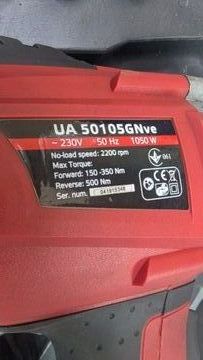 UA 50105GNve
~ 230V 50 Hz 1050 W
No-load speed: 2200 rpm
Max Torque:
Forward: 150-350 Nm
Reverse: 500 Nm
Ser. num.
061